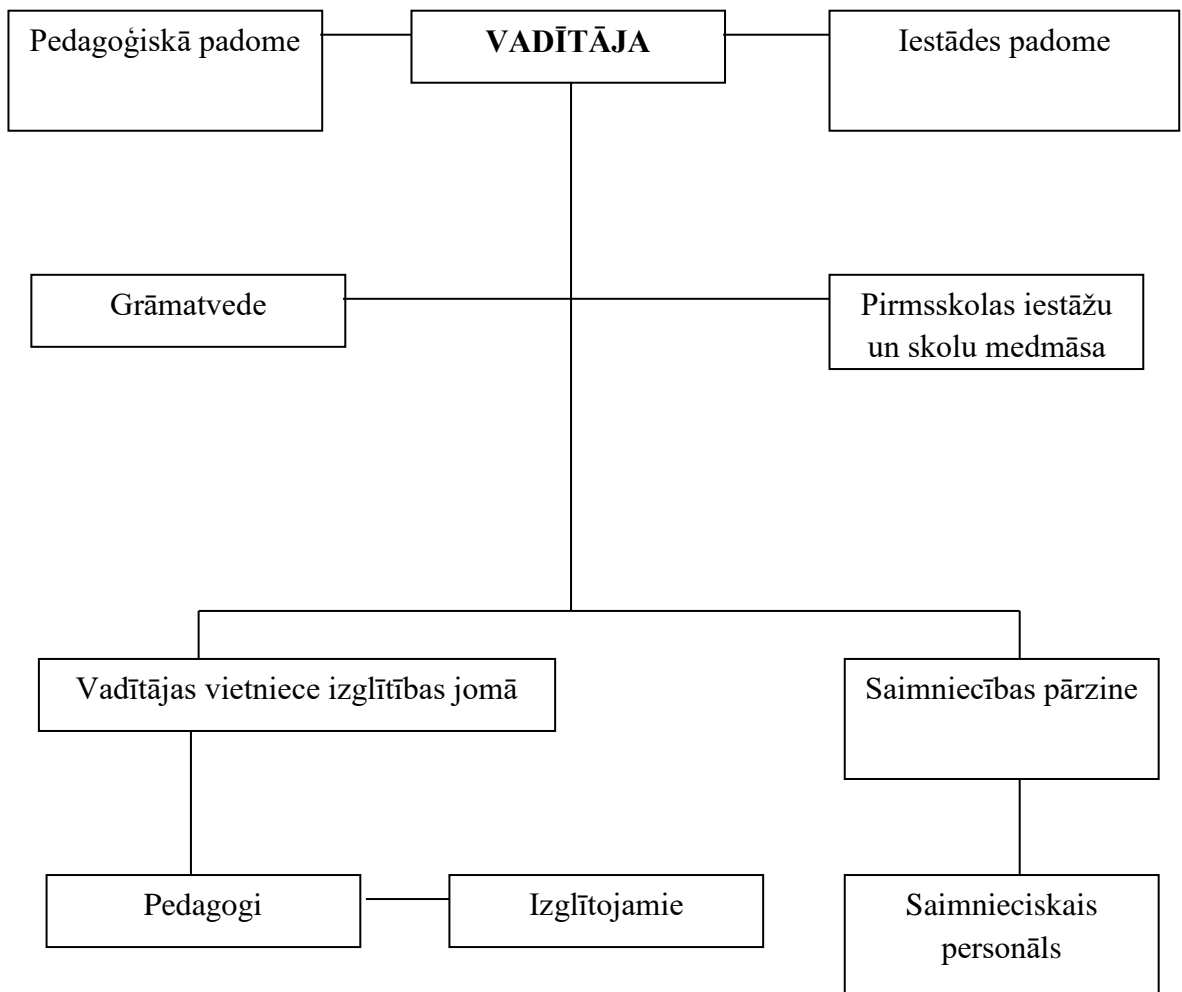 Pedagoģiskā padome
VADĪTĀJA
Iestādes padome
Grāmatvede
Pirmsskolas iestāžu
un skolu medmāsa
Vadītājas vietniece izglītības jomā
Saimniecības pārzine
Pedagogi
Izglītojamie
Saimnieciskais
personāls